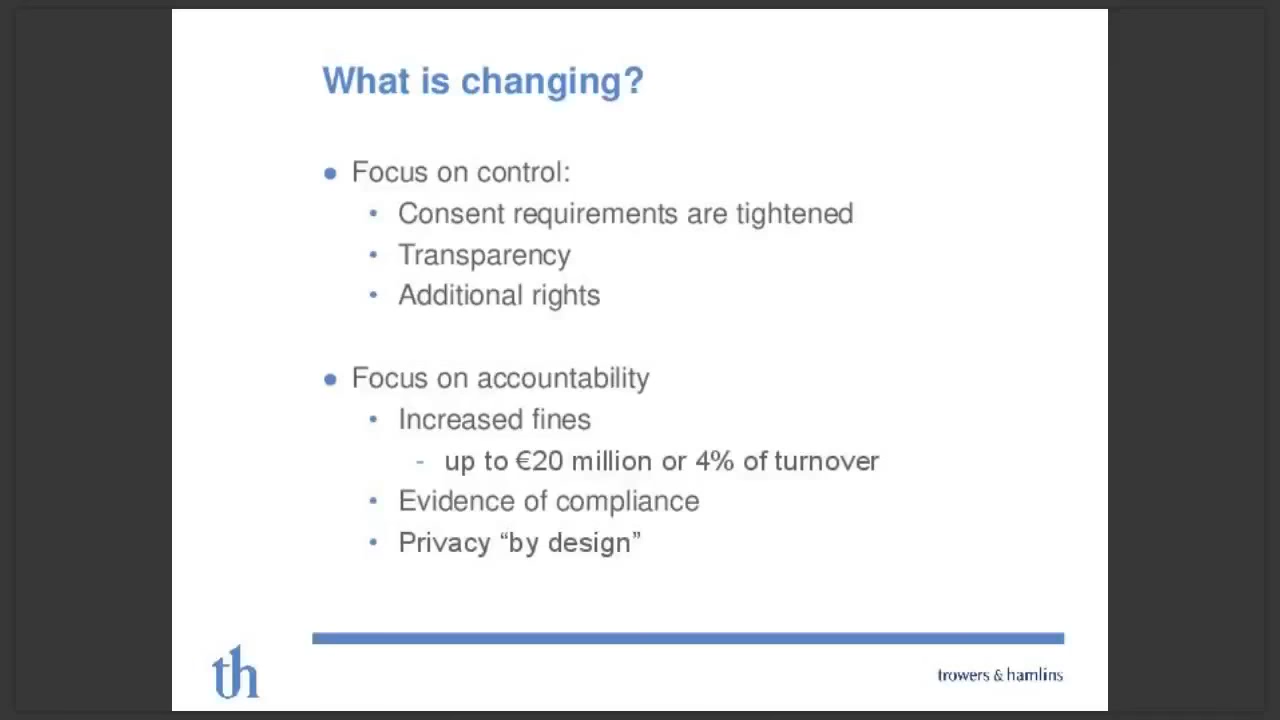 What is changing?
● Focus on control:
• Consent requirements are tightened
• Transparency
• Additional rights
● Focus on accountability
• Increased fines
- up to €20 million or 4% of turnover
• Evidence of compliance
• Privacy “by design”
th
trowers & hamlins